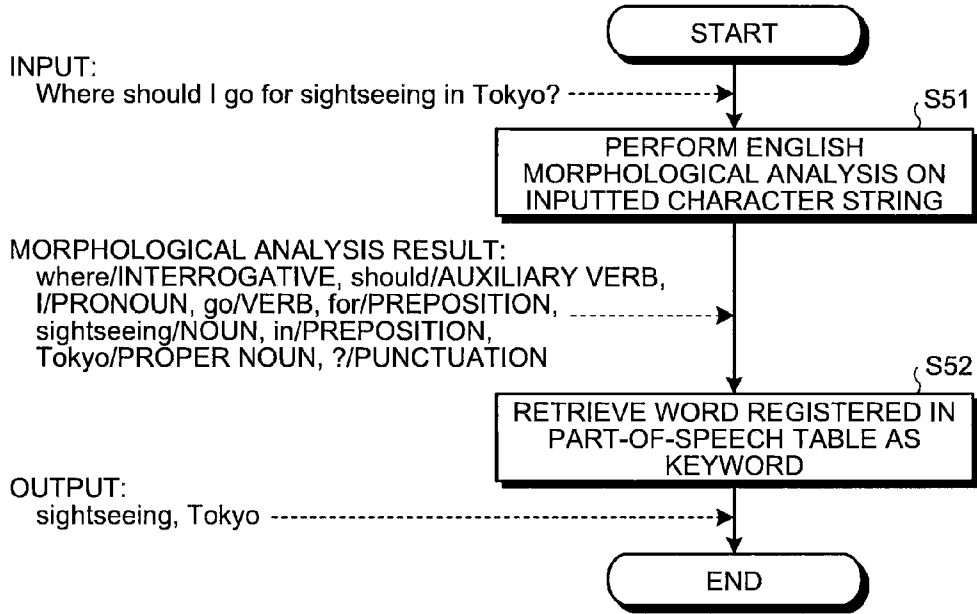 START
INPUT:
Where should I go for sightseeing in Tokyo?
S51
PERFORM ENGLISH
MORPHOLOGICAL ANALYSIS ON
INPUTTED CHARACTER STRING
MORPHOLOGICAL ANALYSIS RESULT:
where/INTERROGATIVE, should/AUXILIARY VERB,
I/PRONOUN, go/VERB, for/PREPOSITION,
sightseeing/NOUN, in/PREPOSITION,
Tokyo/PROPER NOUN, ?/PUNCTUATION
S52
RETRIEVE WORD REGISTERED IN
PART-OF-SPEECH TABLE AS
KEYWORD
OUTPUT:
sightseeing, Tokyo
END